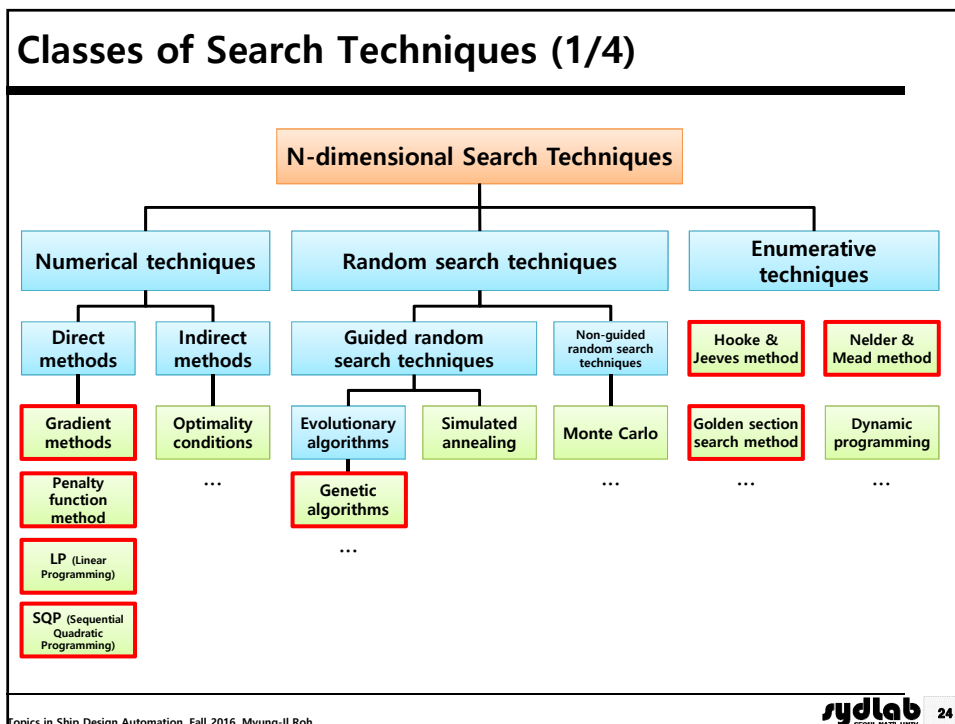 Classes of Search Techniques (1/4)
N-dimensional Search Techniques
Numerical techniques
Random search techniques
Enumerative
techniques
Direct
methods
Indirect
methods
Guided random
search techniques
Non-guided
random search
techniques
Hooke &
Jeeves method
Nelder &
Mead method
Gradient
methods
Optimality
conditions
Evolutionary
algorithms
Simulated
annealing
Monte Carlo
Golden section
search method
Dynamic
programming
Penalty
function
method
...
Genetic
algorithms
...
...
...
...
LP (Linear
Programming)
SQP (Sequential
Quadratic
Programming)
Topics in Ship Design Automation, Fall 2016, Myung-Il Roh
sydlab
24